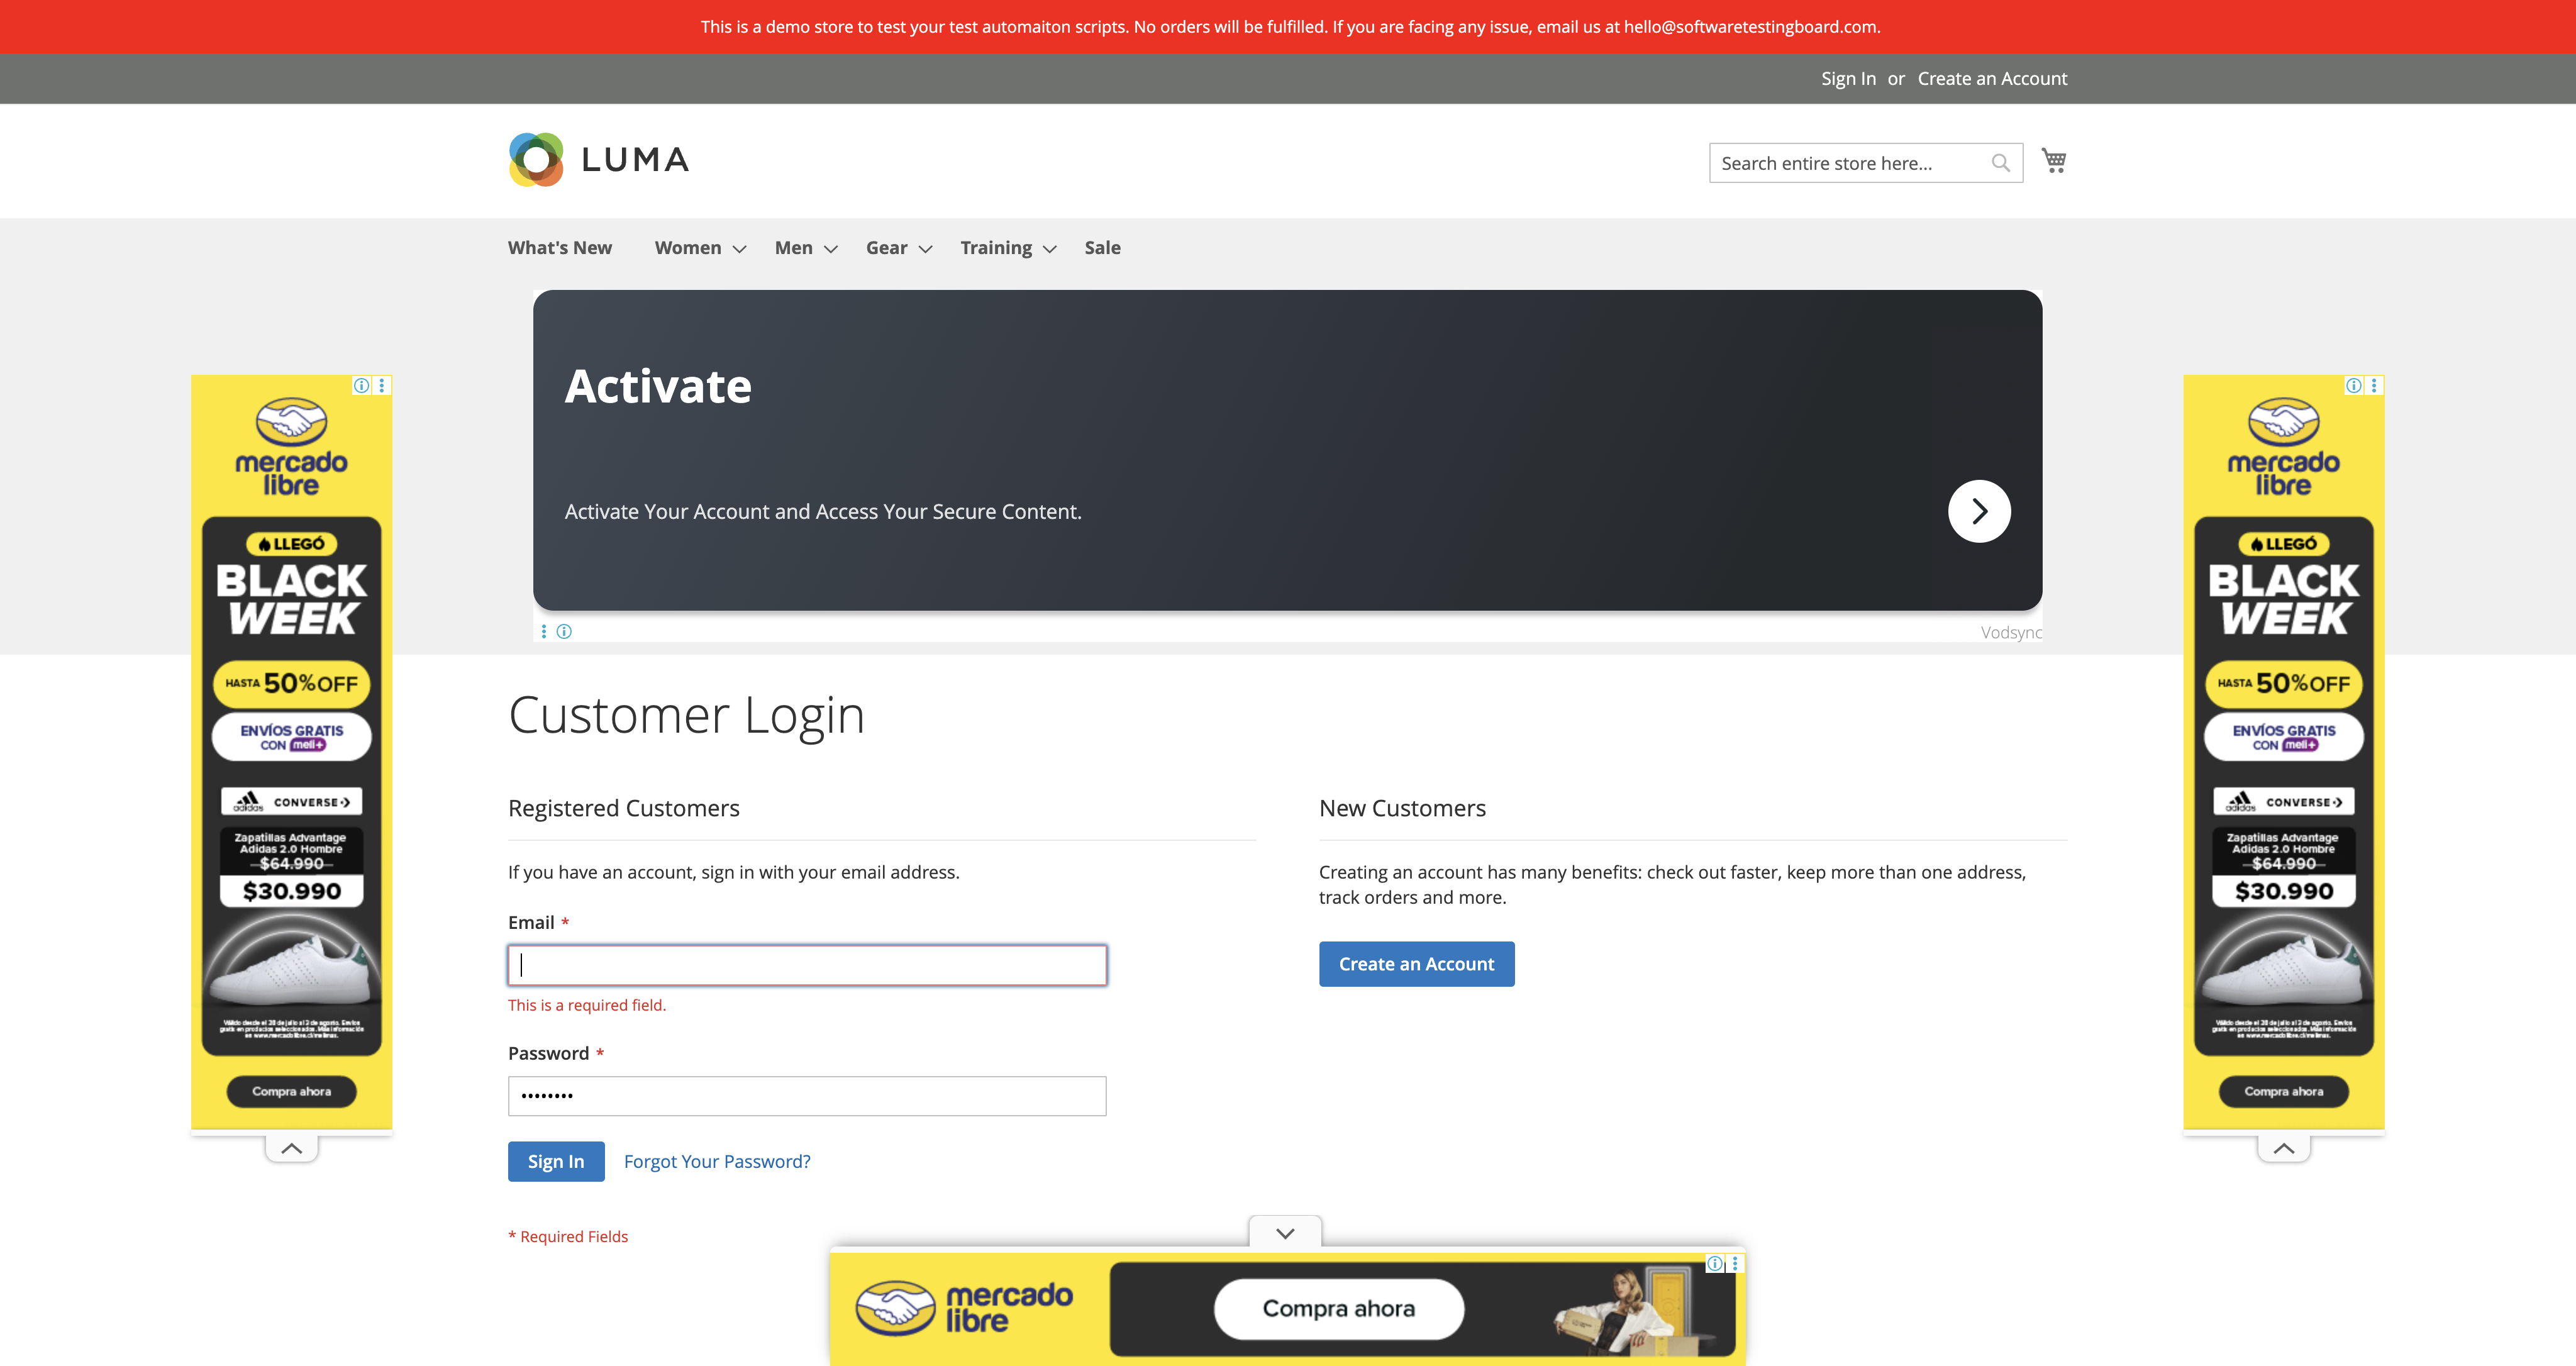 This is a demo store to test your test automaiton scripts. No orders will be fulfilled. If you are facing any issue, email us at hello@softwaretestingboard.com.
Sign In or Create an Account
LUMA
Search entire store here...
What's New Women Men Gear Training Sale
Activate
Activate Your Account and Access Your Secure Content.
Vodsync
mercado
libre
LLEGÓ
BLACK
WEEK
HASTA 50%OFF
ENVÍOS GRATIS
CON meli+
adidas CONVERSE
Zapatillas Advantage
Adidas 2.0 Hombre
$64.990
$30.990
Compra ahora
Customer Login
Registered Customers
If you have an account, sign in with your email address.
Email *
This is a required field.
Password *
••••••••
Sign In Forgot Your Password?
* Required Fields
New Customers
Creating an account has many benefits: check out faster, keep more than one address,
track orders and more.
Create an Account
mercado
libre
LLEGÓ
BLACK
WEEK
HASTA 50%OFF
ENVÍOS GRATIS
CON meli+
adidas CONVERSE
Zapatillas Advantage
Adidas 2.0 Hombre
$64.990
$30.990
Compra ahora
mercado
libre
Compra ahora